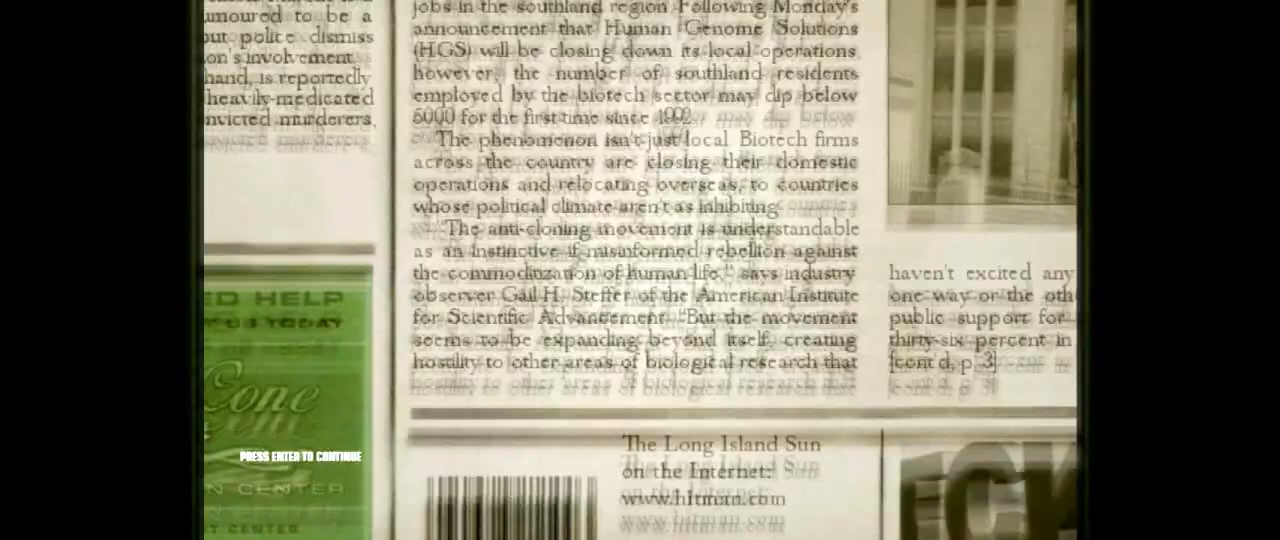 umoured to be a
but police dismiss
on's involvement.
hand, is reportedly
heavily-medicated
nvicted murderers.
jobs in the southland region. Following Monday's
announcement that Human Genome Solutions
(HGS) will be closing down its local operations,
however, the number of southland residents
employed by the biotech sector may dip below
5000 for the first time since 1992.
The phenomenon isn't just local. Biotech firms
across the country are closing their domestic
operations and relocating overseas, to countries
whose political climate aren't as inhibiting.
"The anti-cloning movement is understandable
as an instinctive if misinformed rebellion against
the commoditization of human life," says industry
observer Gail H. Steffer of the American Institute
for Scientific Advancement. "But the movement
seems to be expanding beyond itself, creating
hostility to other areas of biological research that
haven't excited any
one way or the oth
public support for
thirty-six percent in
[cont'd, p. 3]
ED HELP
T US TODAY
Cone
PRESS ENTER TO CONTINUE
N CENTER
T CENTER
The Long Island Sun
on the Internet:
www.hitman.com